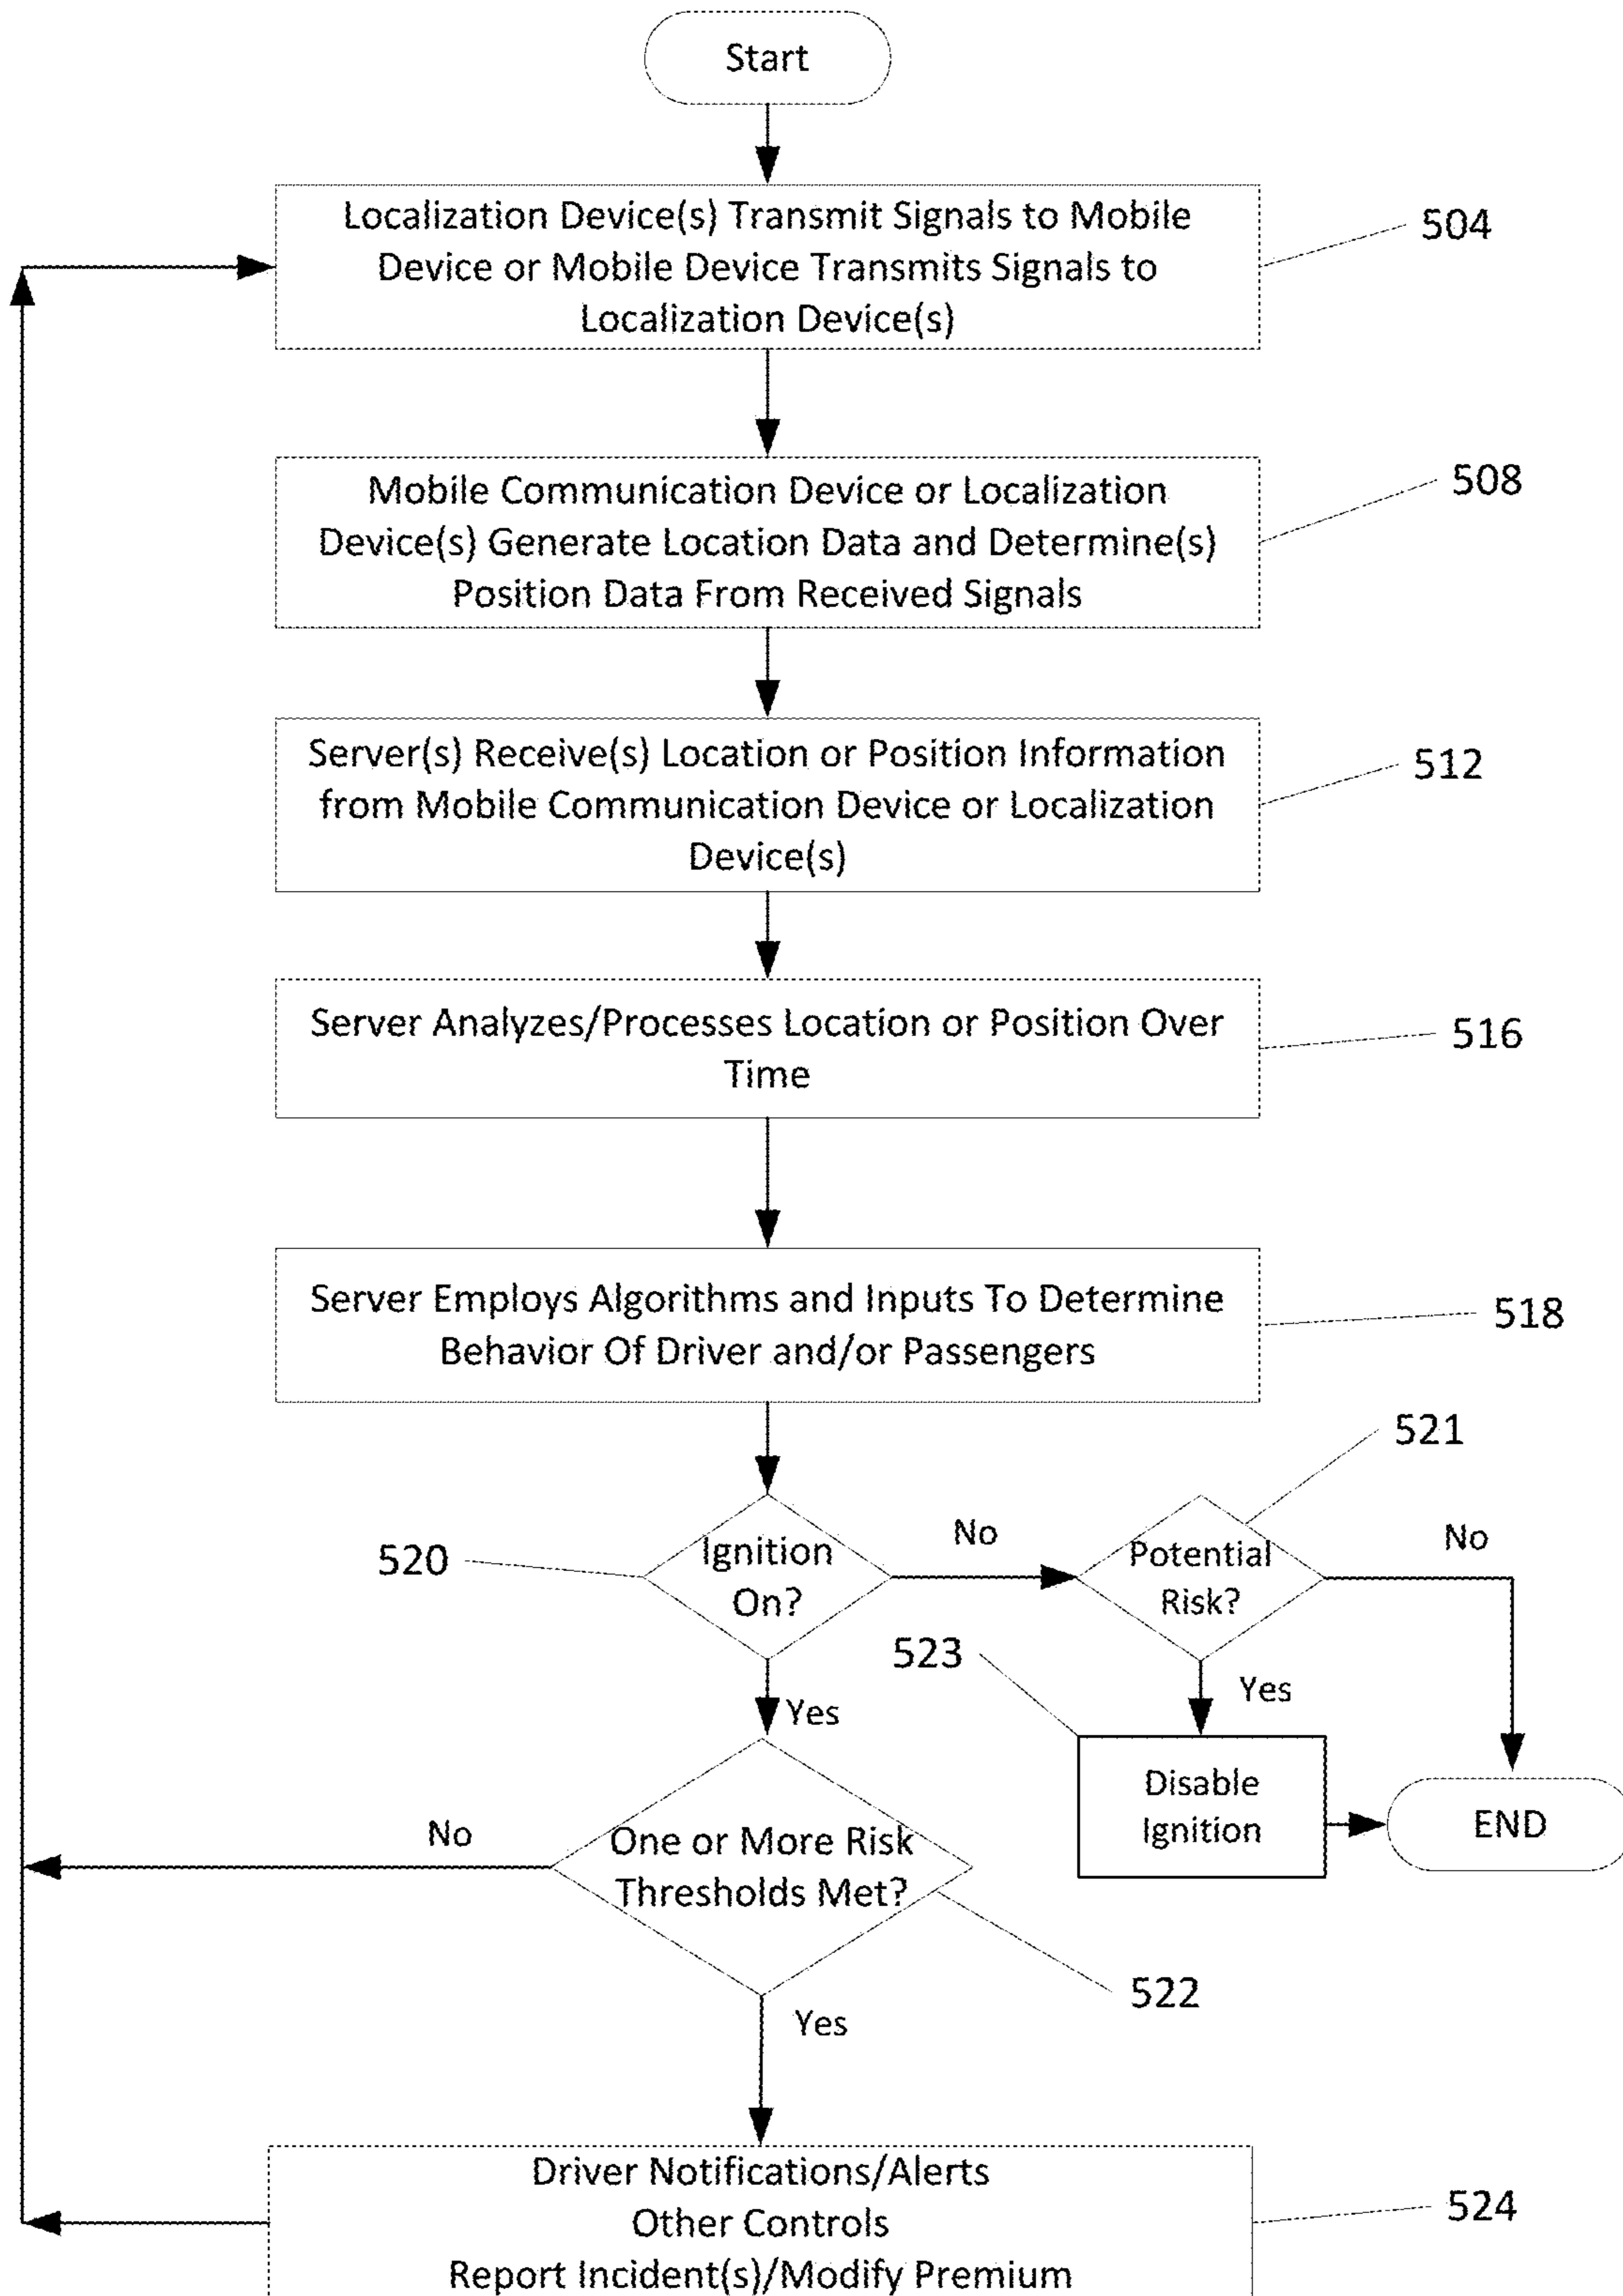 Start
Localization Device(s) Transmit Signals to Mobile
Device or Mobile Device Transmits Signals to
Localization Device(s)
504
Mobile Communication Device or Localization
Device(s) Generate Location Data and Determine(s)
Position Data From Received Signals
508
Server(s) Receive(s) Location or Position Information
from Mobile Communication Device or Localization
Device(s)
512
Server Analyzes/Processes Location or Position Over
Time
516
Server Employs Algorithms and Inputs To Determine
Behavior Of Driver and/or Passengers
518
520
Ignition
On?
No
521
Potential
Risk?
No
523
Yes
Yes
Disable
Ignition
END
No
One or More Risk
Thresholds Met?
522
Yes
Driver Notifications/Alerts
Other Controls
Report Incident(s)/Modify Premium
524